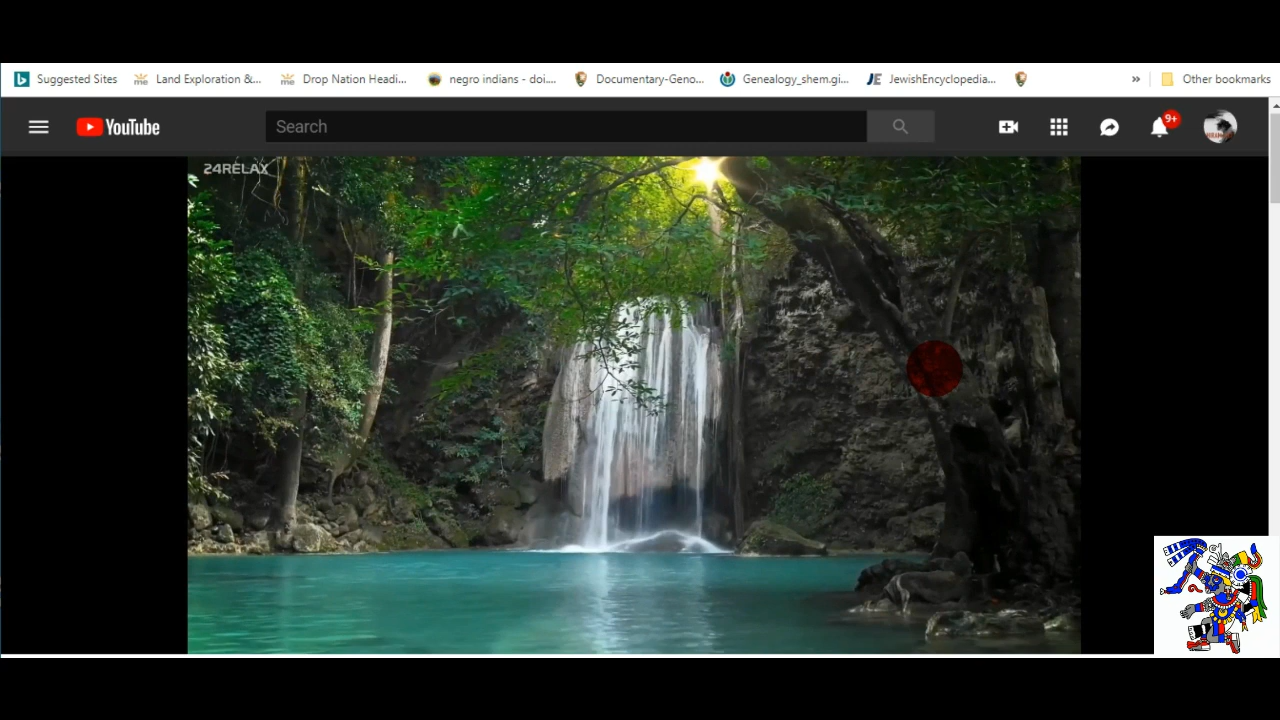 Suggested Sites Land Exploration &... Drop Nation Headi... negro indians - doi.... Documentary-Geno... Genealogy_shem.gi... JewishEncyclopedia... » Other bookmarks
YouTube Search 9+
24RELAX